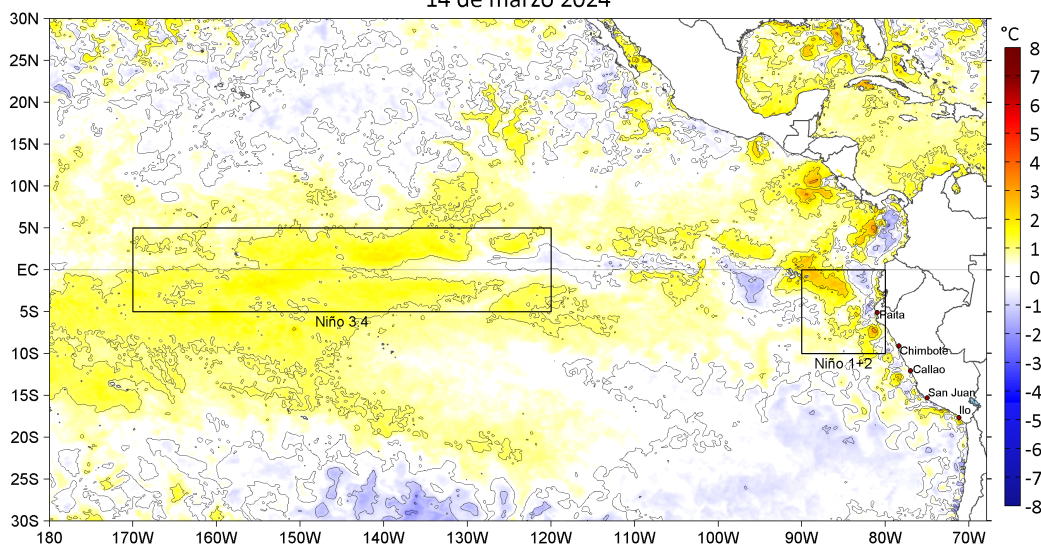 14 de marzo 2024
°C
30N
25N
20N
15N
10N
5N
EC
5S
10S
15S
20S
25S
30S
180
170W
160W
150W
140W
130W
120W
110W
100W
90W
80W
70W
Niño 3.4
Niño 1+2
Paita
Chimbote
Callao
San Juan
Ilo
8
7
6
5
4
3
2
1
0
-1
-2
-3
-4
-5
-6
-7
-8